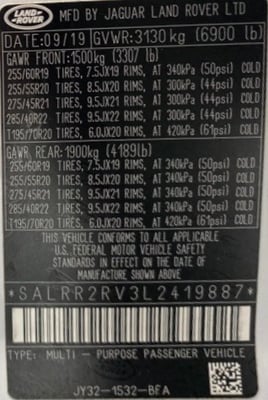 LAND ROVER
MFD BY JAGUAR LAND ROVER LTD
DATE:09/19 GVWR:3130kg (6900 lb)
GAWR FRONT:1500kg (3307 lb)
255/60R19 TIRES, 7.5JX19 RIMS, AT 340kPa (50psi) COLD
255/55R20 TIRES, 8.5JX20 RIMS, AT 300kPa (44psi) COLD
275/45R21 TIRES, 9.5JX21 RIMS, AT 300kPa (44psi) COLD
285/40R22 TIRES, 9.5JX22 RIMS, AT 300kPa (44psi) COLD
T195/70R20 TIRES, 6.0JX20 RIMS, AT 420kPa (61psi) COLD
GAWR REAR:1900kg (4189lb)
255/60R19 TIRES, 7.5JX19 RIMS, AT 340kPa (50psi) COLD
255/55R20 TIRES, 8.5JX20 RIMS, AT 340kPa (50psi) COLD
275/45R21 TIRES, 9.5JX21 RIMS, AT 340kPa (50psi) COLD
285/40R22 TIRES, 9.5JX22 RIMS, AT 340kPa (50psi) COLD
T195/70R20 TIRES, 6.0JX20 RIMS, AT 420kPa (61psi) COLD
THIS VEHICLE CONFORMS TO ALL APPLICABLE
U.S. FEDERAL MOTOR VEHICLE SAFETY
STANDARDS IN EFFECT ON THE DATE OF
MANUFACTURE SHOWN ABOVE.
*SALRR2RV3L2419887*
TYPE: MULTI - PURPOSE PASSENGER VEHICLE
JY32-1532-BFA